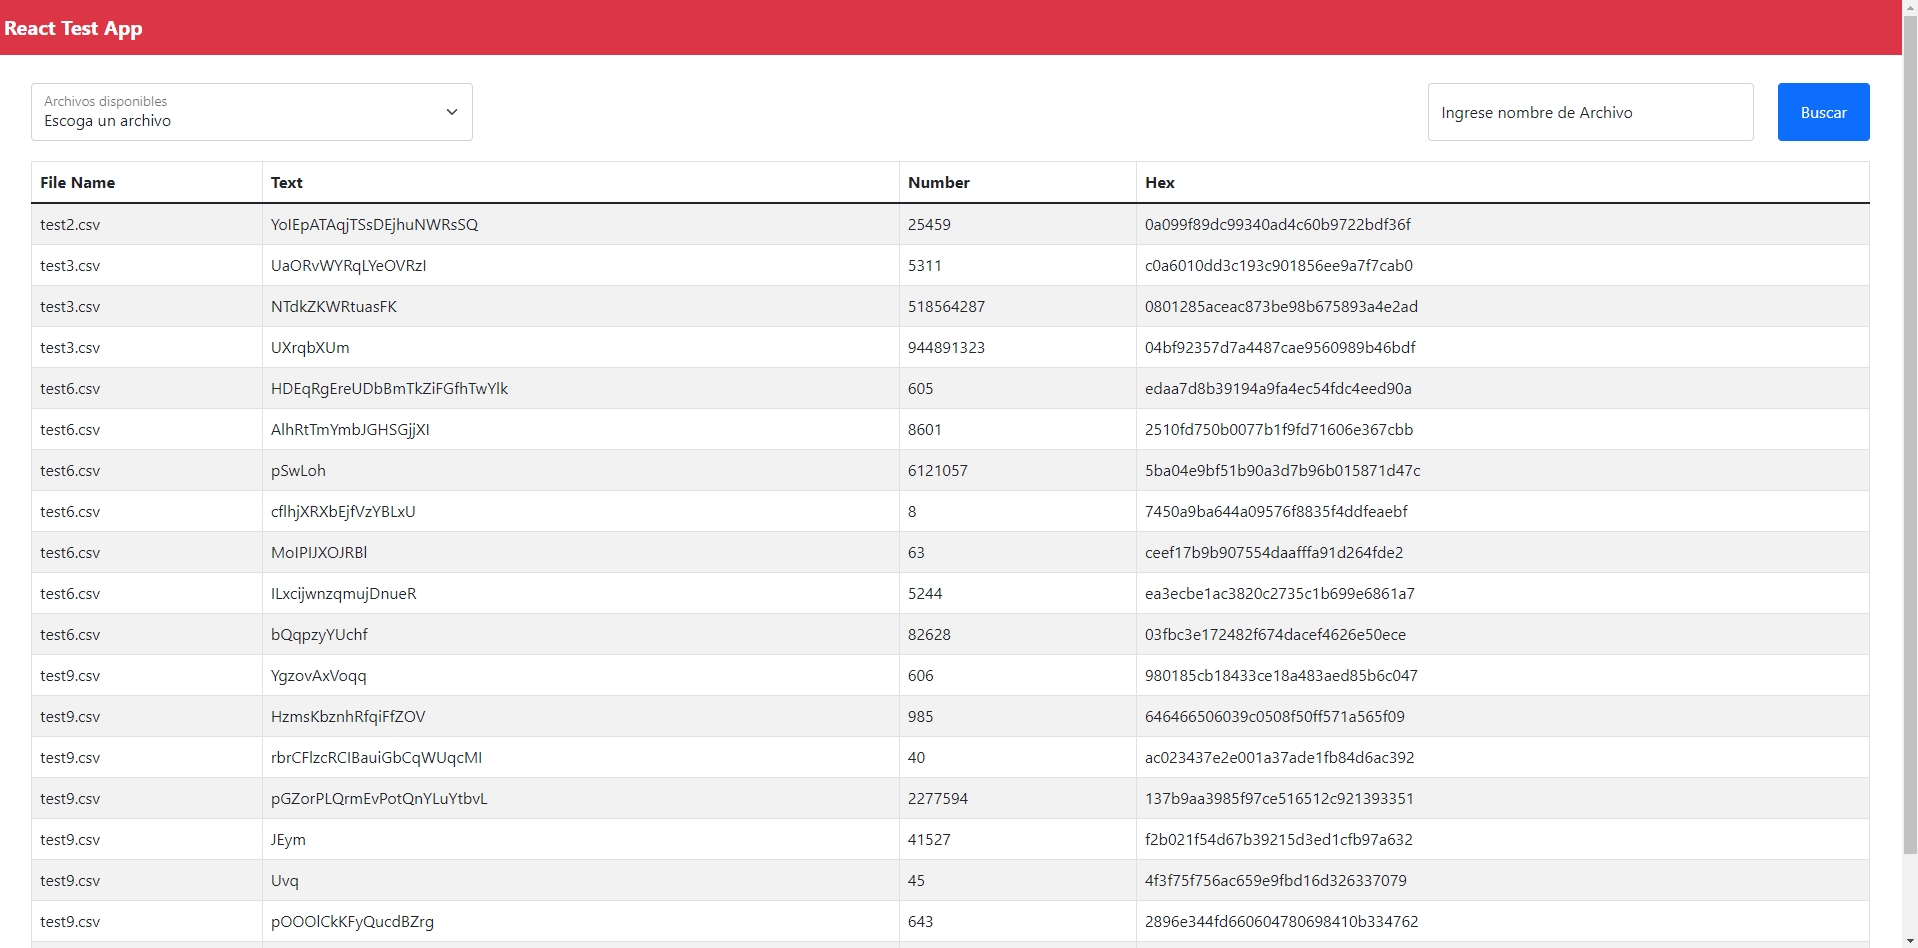 React Test App
Archivos disponibles
Escoga un archivo
Ingrese nombre de Archivo
Buscar
File Name Text Number Hex
test2.csv YoIEpATAqjTSsDEjhuNWRsSQ 25459 0a099f89dc99340ad4c60b9722bdf36f
test3.csv UaORvWYRqLYeOVRzI 5311 c0a6010dd3c193c901856ee9a7f7cab0
test3.csv NTdkZKWRtuasFK 518564287 0801285aceac873be98b675893a4e2ad
test3.csv UXrqbXUm 944891323 04bf92357d7a4487cae9560989b46bdf
test6.csv HDEqRgEreUDbBmTkZiFGfhTwYlk 605 edaa7d8b39194a9fa4ec54fdc4eed90a
test6.csv AlhRtTmYmbJGHSGjjXI 8601 2510fd750b0077b1f9fd71606e367cbb
test6.csv pSwLoh 6121057 5ba04e9bf51b90a3d7b96b015871d47c
test6.csv cflhjXRXbEjfVzYBLxU 8 7450a9ba644a09576f8835f4ddfeaebf
test6.csv MoIPIJXOJRBl 63 ceef17b9b907554daafffa91d264fde2
test6.csv ILxcijwnzqmujDnueR 5244 ea3ecbe1ac3820c2735c1b699e6861a7
test6.csv bQqpzyYUchf 82628 03fbc3e172482f674dacef4626e50ece
test9.csv YgzovAxVoqq 606 980185cb18433ce18a483aed85b6c047
test9.csv HzmsKbznhRfqiFfZOV 985 646466506039c0508f50ff571a565f09
test9.csv rbrCFlzcRCIBauiGbCqWUqcMI 40 ac023437e2e001a37ade1fb84d6ac392
test9.csv pGZorPLQrmEvPotQnYLuYtbvL 2277594 137b9aa3985f97ce516512c921393351
test9.csv JEym 41527 f2b021f54d67b39215d3ed1cfb97a632
test9.csv Uvq 45 4f3f75f756ac659e9fbd16d326337079
test9.csv pOOOlCkKFyQucdBZrg 643 2896e344fd660604780698410b334762